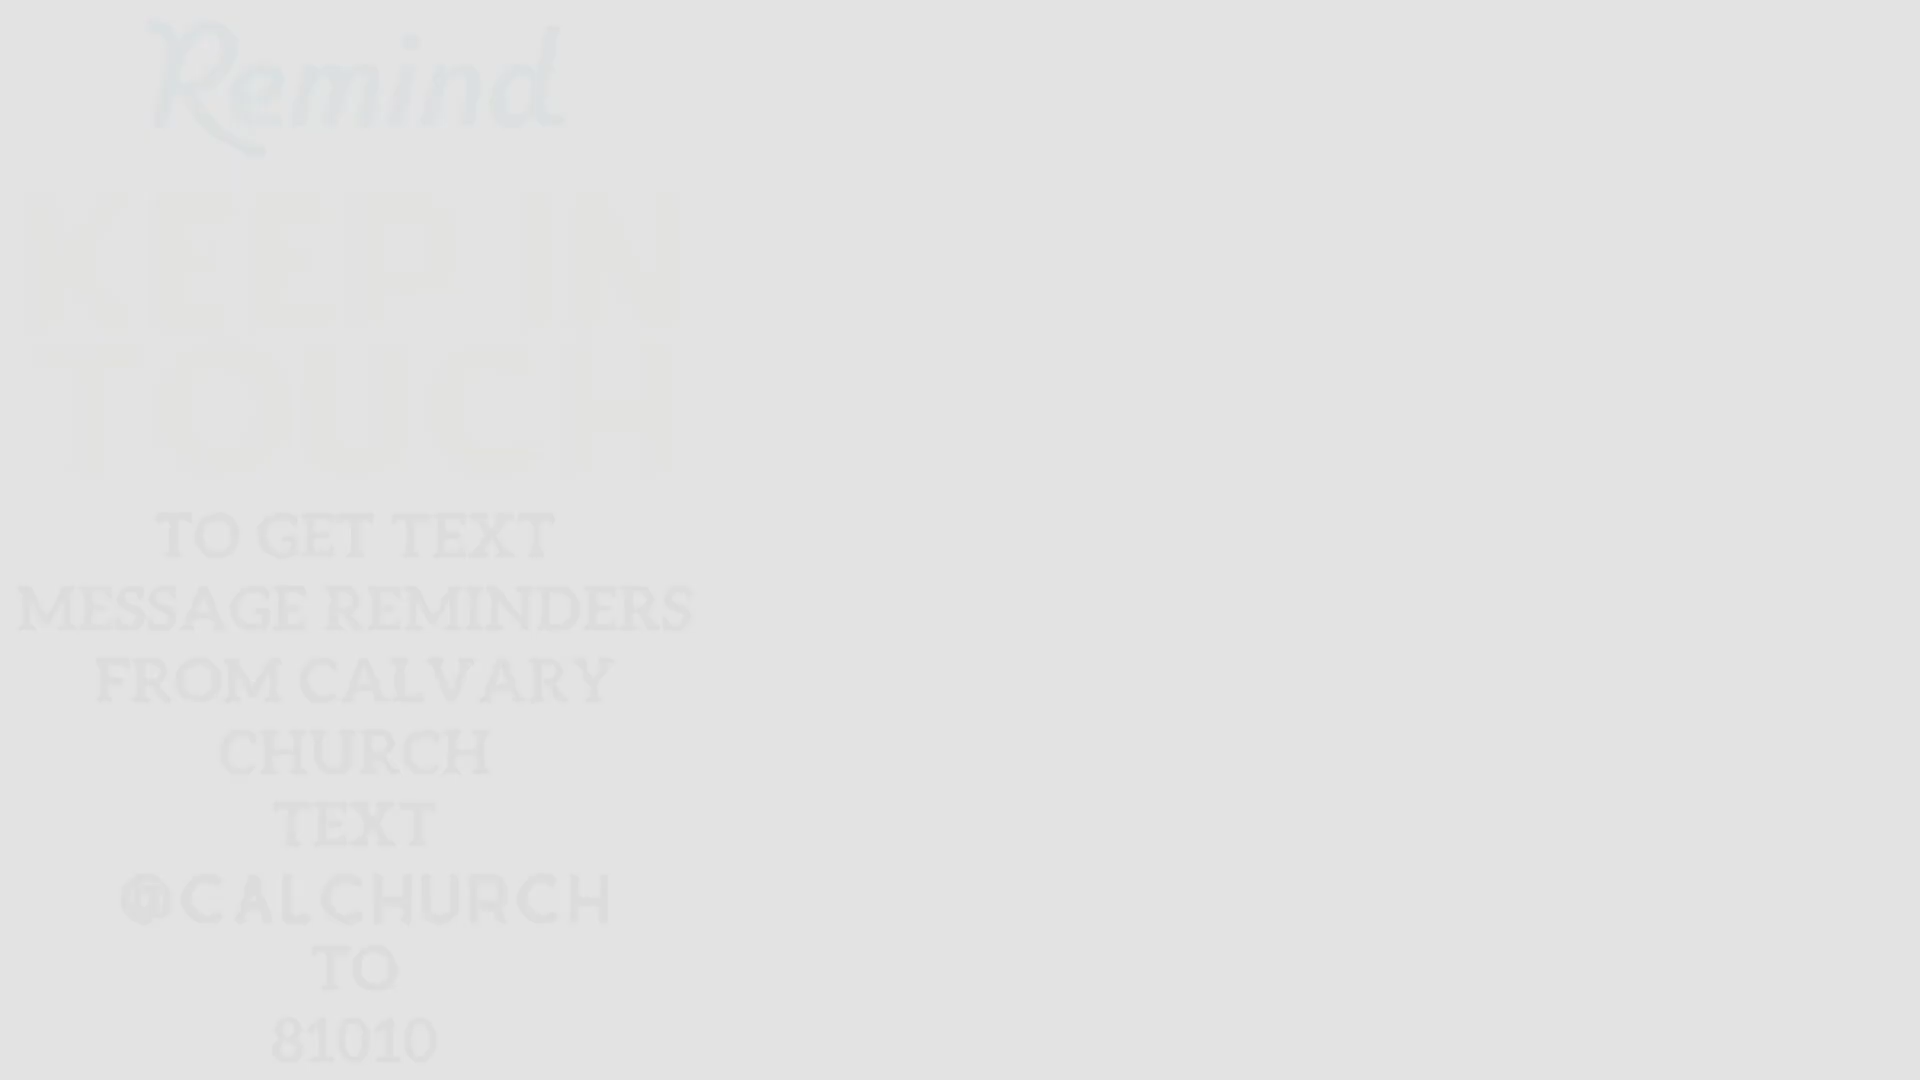 Remind
KEEP IN
TOUCH
TO GET TEXT
MESSAGE REMINDERS
FROM CALVARY
CHURCH
TEXT
@CALCHURCH
TO
81010